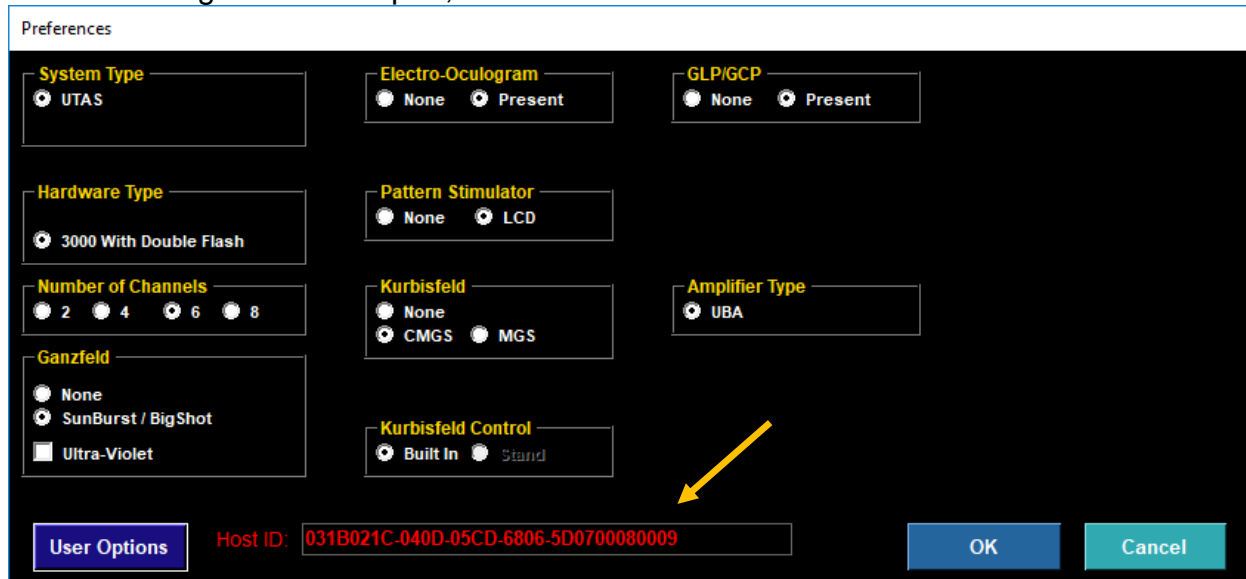 Preferences
System Type
UTAS
Electro-Oculogram
None Present
GLP/GCP
None Present
Hardware Type
3000 With Double Flash
Pattern Stimulator
None LCD
Number of Channels
2 4 6 8
Kurbisfeld
None
CMGS MGS
Amplifier Type
UBA
Ganzfeld
None
SunBurst / BigShot
Ultra-Violet
Kurbisfeld Control
Built In Stand
User Options
Host ID: 031B021C-040D-05CD-6806-5D0700080009
OK
Cancel